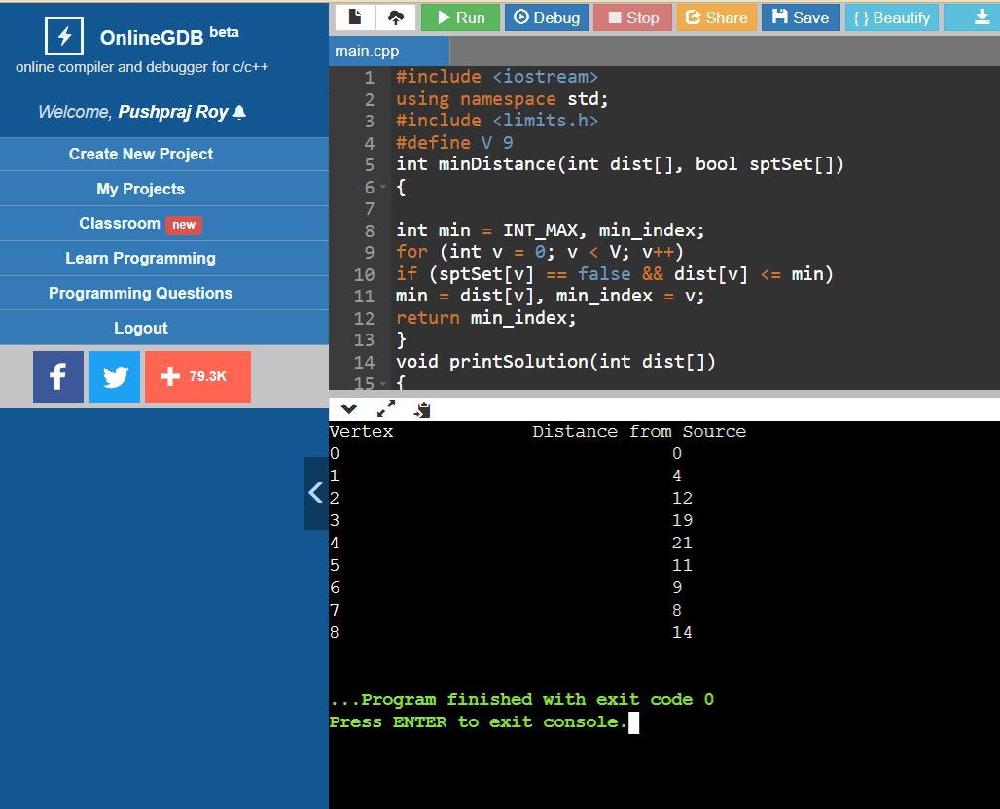 OnlineGDB beta
online compiler and debugger for c/c++
Welcome, Pushpraj Roy
Create New Project
My Projects
Classroom new
Learn Programming
Programming Questions
Logout
79.3K
Run Debug Stop Share Save { } Beautify
main.cpp
1 #include <iostream>
2 using namespace std;
3 #include <limits.h>
4 #define V 9
5 int minDistance(int dist[], bool sptSet[])
6 {
7
8 int min = INT_MAX, min_index;
9 for (int v = 0; v < V; v++)
10 if (sptSet[v] == false && dist[v] <= min)
11 min = dist[v], min_index = v;
12 return min_index;
13 }
14 void printSolution(int dist[])
15 {
Vertex Distance from Source
0 0
1 4
2 12
3 19
4 21
5 11
6 9
7 8
8 14
...Program finished with exit code 0
Press ENTER to exit console.